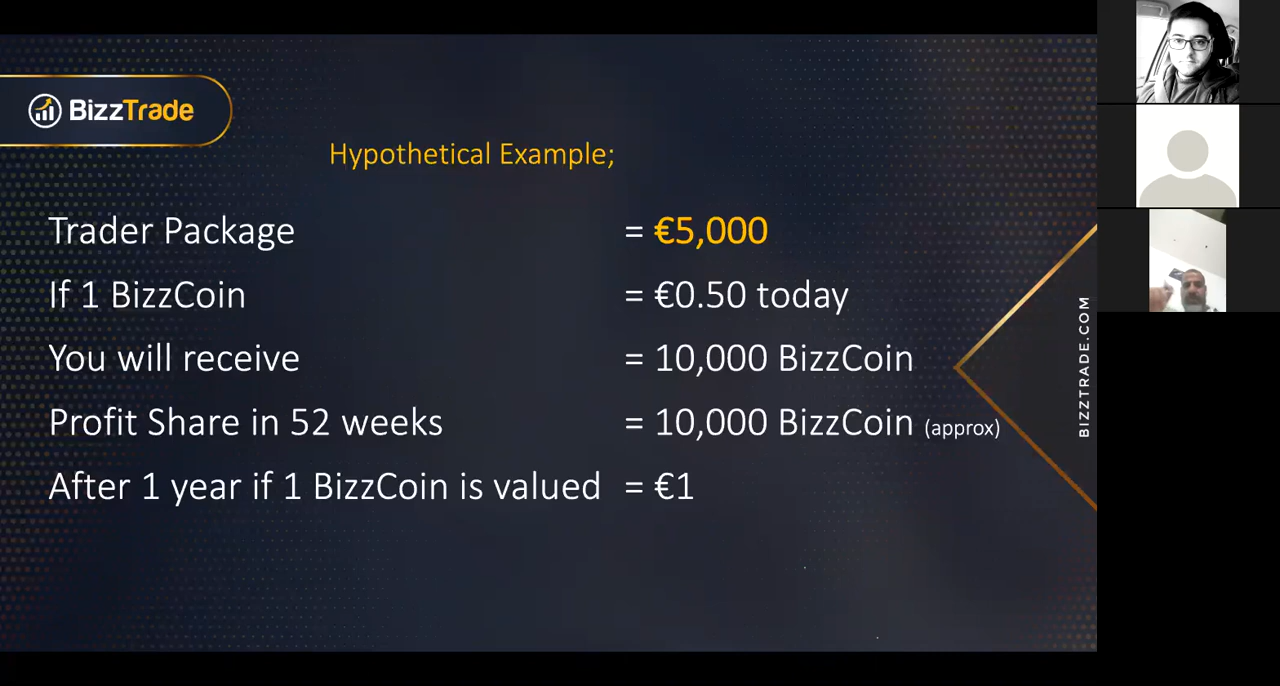 BizzTrade
Hypothetical Example;
Trader Package = €5,000
If 1 BizzCoin = €0.50 today
You will receive = 10,000 BizzCoin
Profit Share in 52 weeks = 10,000 BizzCoin (approx)
After 1 year if 1 BizzCoin is valued = €1
BIZZTRADE.COM